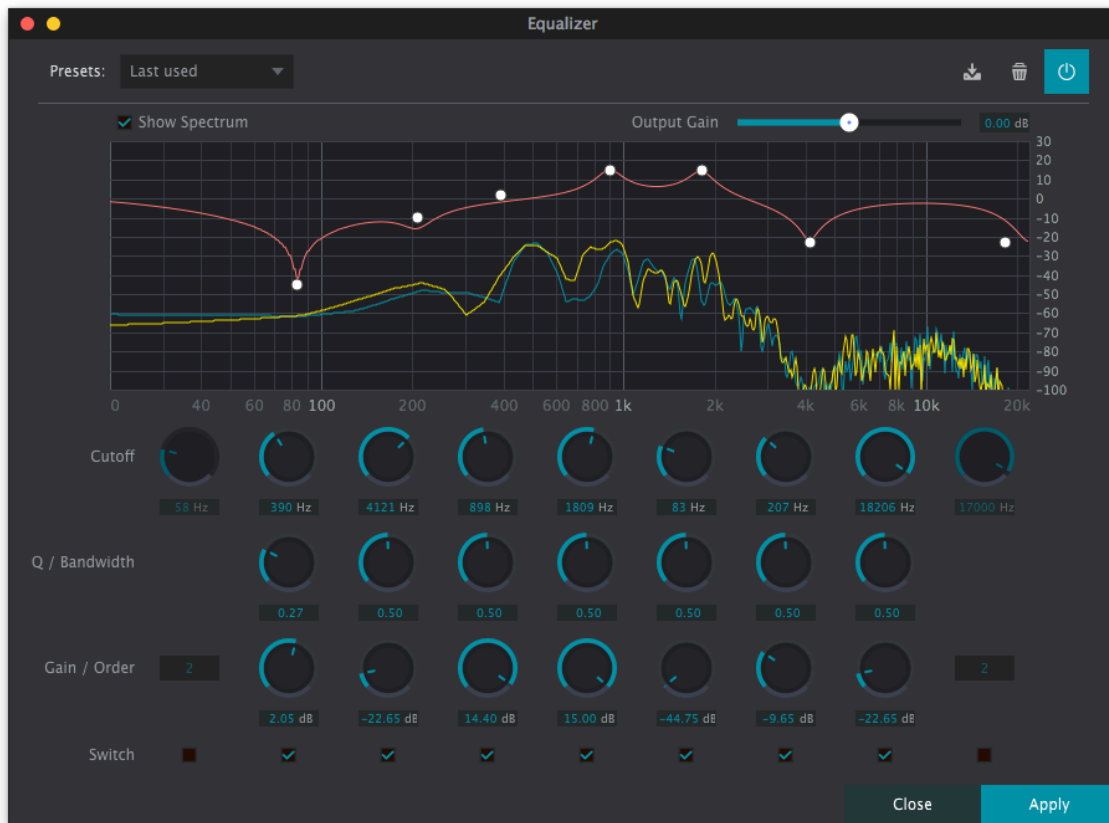 Equalizer
Presets: Last used
Show Spectrum Output Gain 0.00 dB
30
20
10
0
-10
-20
-30
-40
-50
-60
-70
-80
-90
-100
0 40 60 80 100 200 400 600 800 1k 2k 4k 6k 8k 10k 20k
Cutoff
58 Hz 390 Hz 4121 Hz 898 Hz 1809 Hz 83 Hz 207 Hz 18206 Hz 17000 Hz
Q / Bandwidth
0.27 0.50 0.50 0.50 0.50 0.50 0.50
Gain / Order 2 2
2.05 dB -22.65 dB 14.40 dB 15.00 dB -44.75 dB -9.65 dB -22.65 dB
Switch
Close Apply